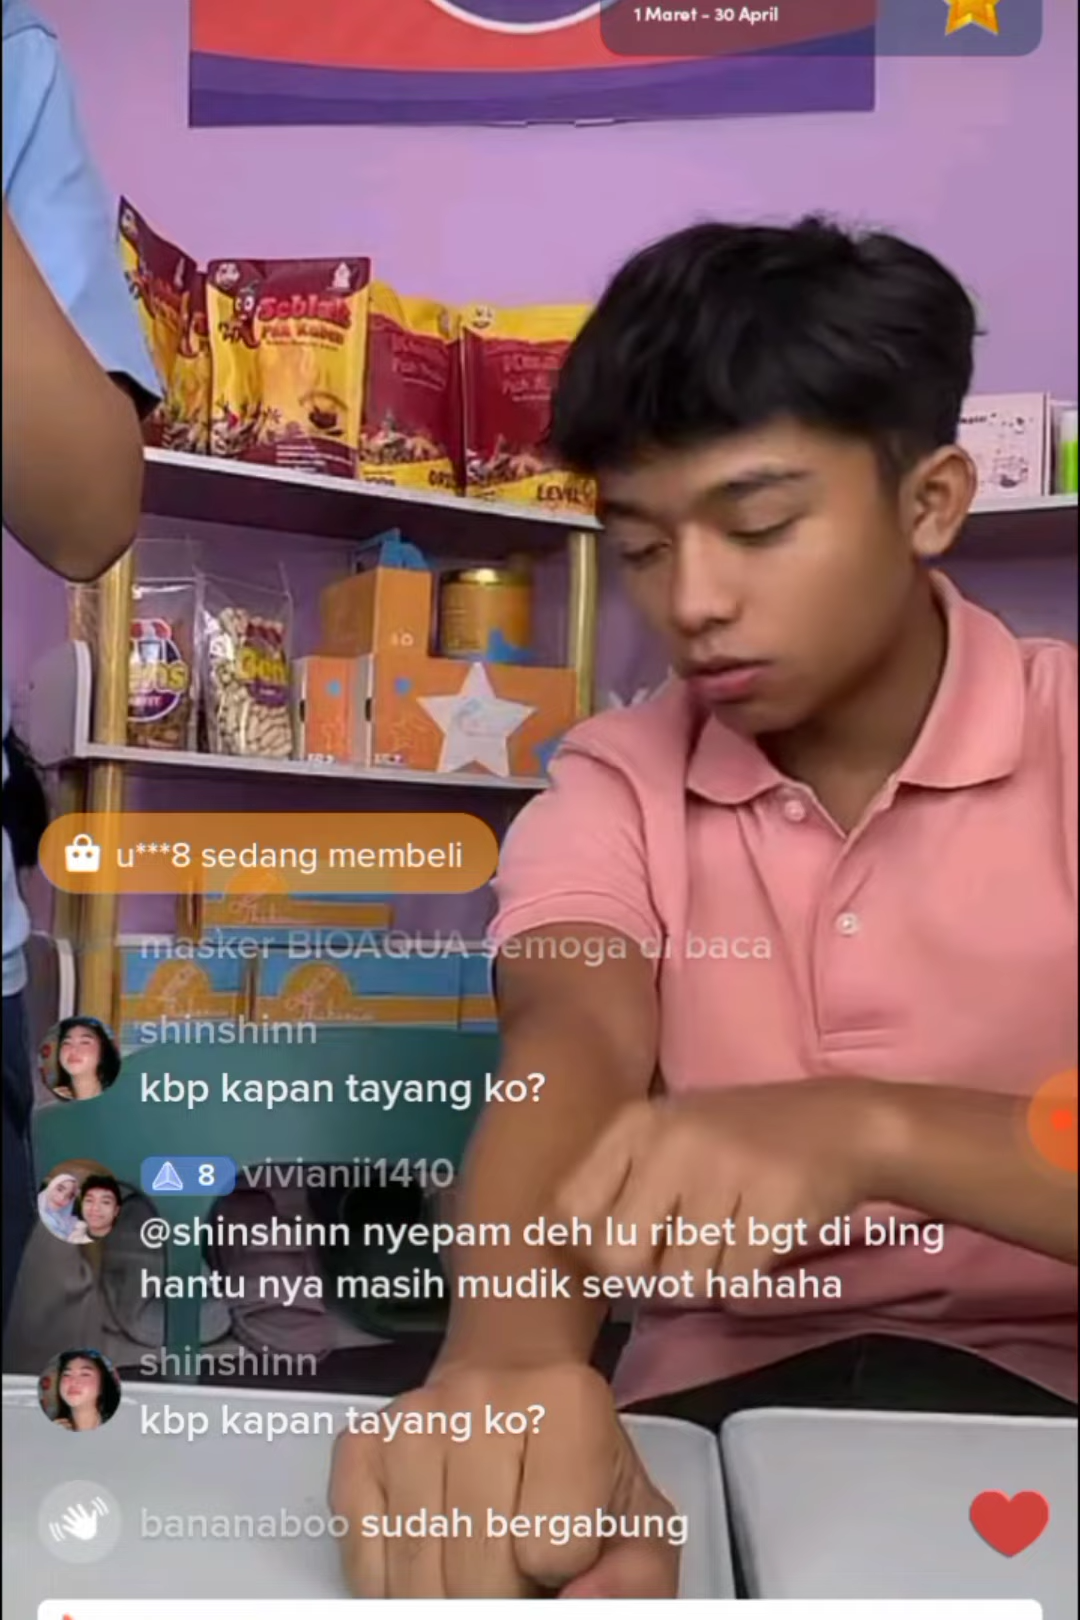 1 Maret - 30 April
Seblak
LEVEL
u***8 sedang membeli
masker BIOAQUA semoga di baca
shinshinn
kbp kapan tayang ko?
8 vivianii1410
@shinshinn nyepam deh lu ribet bgt di blng
hantu nya masih mudik sewot hahaha
shinshinn
kbp kapan tayang ko?
bananaboo sudah bergabung